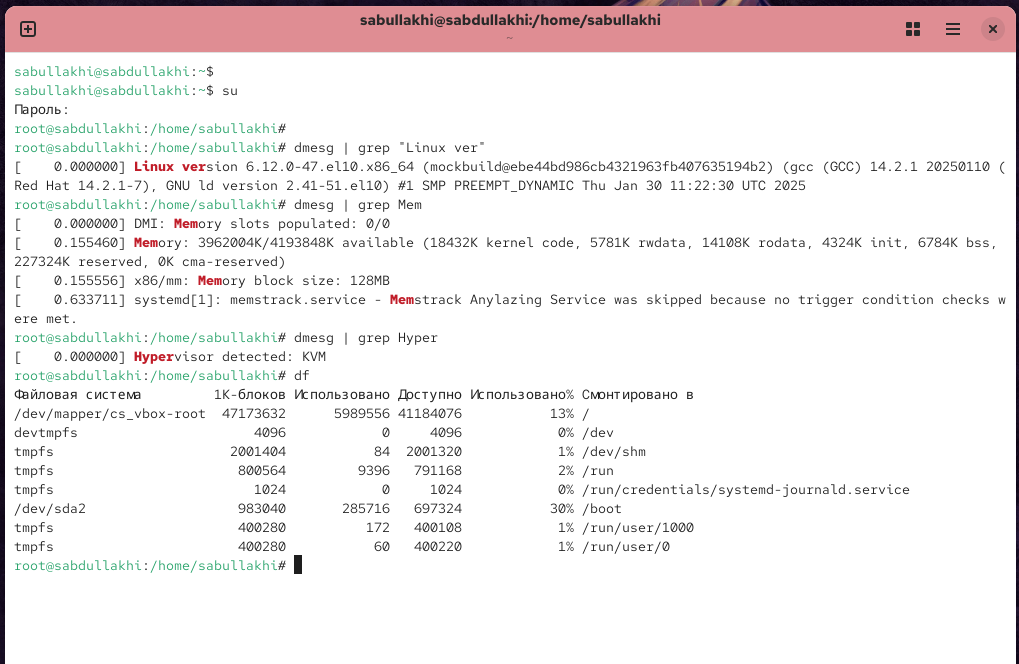 sabullakhi@sabdullakhi:/home/sabullakhi
~
sabullakhi@sabdullakhi:~$
sabullakhi@sabdullakhi:~$ su
Пароль:
root@sabdullakhi:/home/sabullakhi#
root@sabdullakhi:/home/sabullakhi# dmesg | grep "Linux ver"
[    0.000000] Linux version 6.12.0-47.el10.x86_64 (mockbuild@ebe44bd986cb4321963fb407635194b2) (gcc (GCC) 14.2.1 20250110 (
Red Hat 14.2.1-7), GNU ld version 2.41-51.el10) #1 SMP PREEMPT_DYNAMIC Thu Jan 30 11:22:30 UTC 2025
root@sabdullakhi:/home/sabullakhi# dmesg | grep Mem
[    0.000000] DMI: Memory slots populated: 0/0
[    0.155460] Memory: 3962004K/4193848K available (18432K kernel code, 5781K rwdata, 14108K rodata, 4324K init, 6784K bss,
227324K reserved, 0K cma-reserved)
[    0.155556] x86/mm: Memory block size: 128MB
[    0.633711] systemd[1]: memstrack.service - Memstrack Anylazing Service was skipped because no trigger condition checks w
ere met.
root@sabdullakhi:/home/sabullakhi# dmesg | grep Hyper
[    0.000000] Hypervisor detected: KVM
root@sabdullakhi:/home/sabullakhi# df
Файловая система         1K-блоков Использовано Доступно Использовано% Смонтировано в
/dev/mapper/cs_vbox-root  47173632      5989556 41184076           13% /
devtmpfs                      4096            0     4096            0% /dev
tmpfs                      2001404           84  2001320            1% /dev/shm
tmpfs                       800564         9396   791168            2% /run
tmpfs                         1024            0     1024            0% /run/credentials/systemd-journald.service
/dev/sda2                   983040       285716   697324           30% /boot
tmpfs                       400280          172   400108            1% /run/user/1000
tmpfs                       400280           60   400220            1% /run/user/0
root@sabdullakhi:/home/sabullakhi#